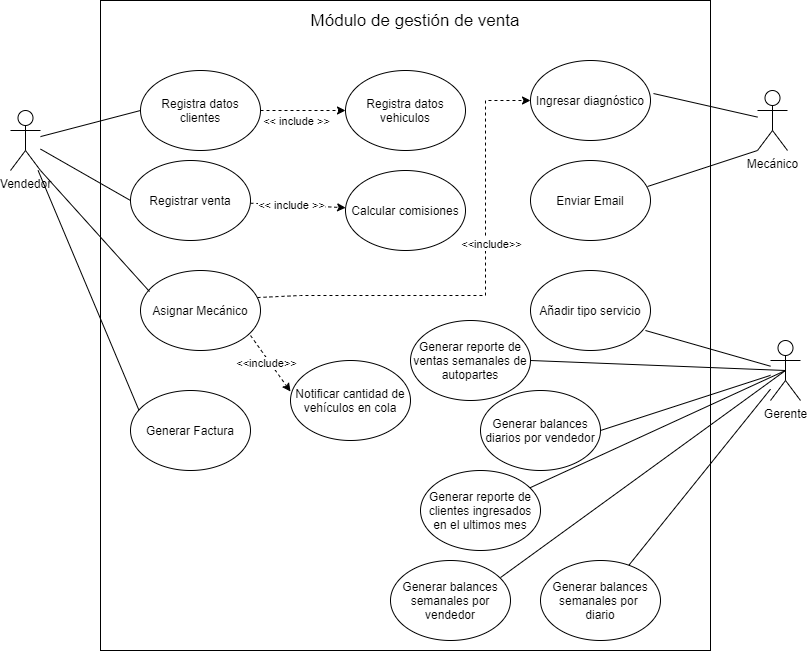 Módulo de gestión de venta
Registra datos
clientes
<< include >>
Registra datos
vehiculos
Ingresar diagnóstico
Mecánico
Vendedor
Registrar venta
<< include >>
Calcular comisiones
Enviar Email
<<include>>
Asignar Mecánico
Añadir tipo servicio
<<include>>
Generar reporte de
ventas semanales de
autopartes
Notificar cantidad de
vehículos en cola
Gerente
Generar Factura
Generar balances
diarios por vendedor
Generar reporte de
clientes ingresados
en el ultimos mes
Generar balances
semanales por
vendedor
Generar balances
semanales por
diario